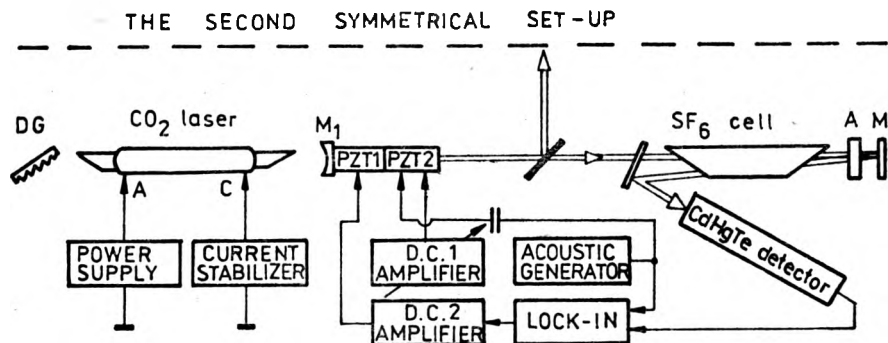 THE SECOND SYMMETRICAL SET-UP
DG
CO2 laser
M1
PZT1 PZT2
SF6 cell
A M
A
C
POWER
SUPPLY
CURRENT
STABILIZER
D.C.1
AMPLIFIER
ACOUSTIC
GENERATOR
CdHgTe detector
D.C.2
AMPLIFIER
LOCK-IN